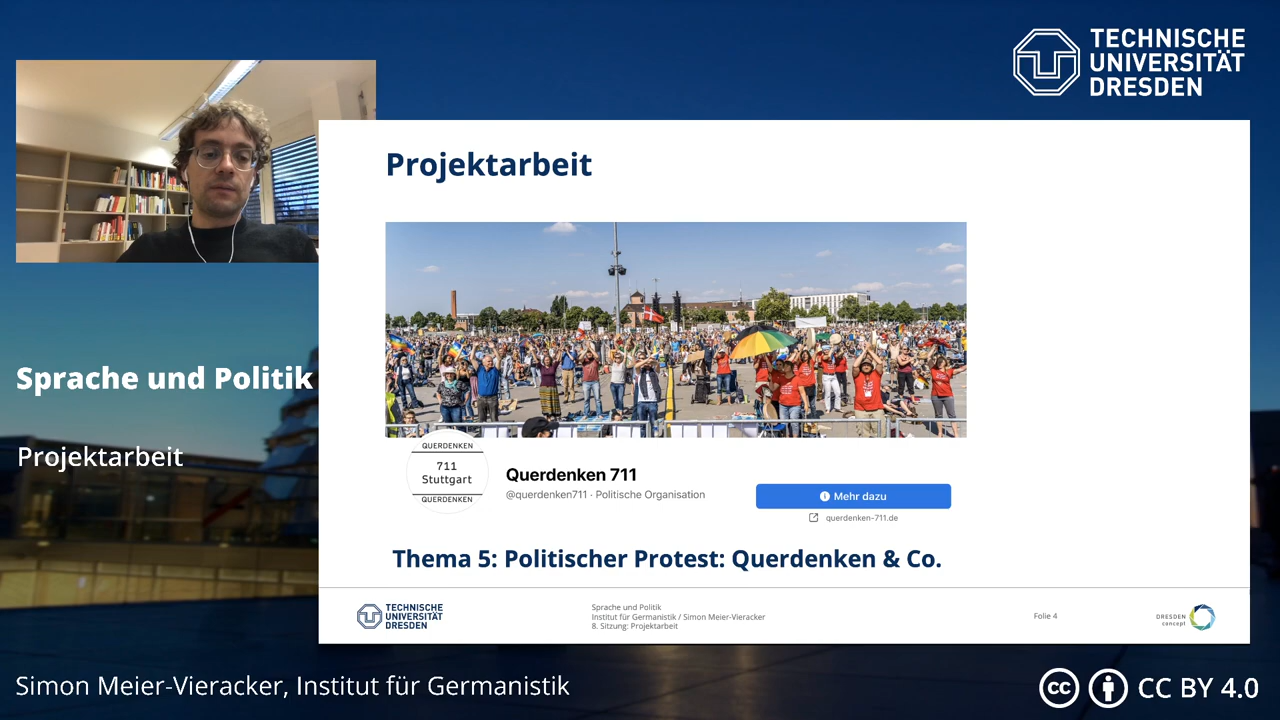 TECHNISCHE
UNIVERSITÄT
DRESDEN
Projektarbeit
Sprache und Politik
Projektarbeit
QUERDENKEN
711
Stuttgart
QUERDENKEN
Querdenken 711
@querdenken711 · Politische Organisation
Mehr dazu
querdenken-711.de
Thema 5: Politischer Protest: Querdenken & Co.
TECHNISCHE
UNIVERSITÄT
DRESDEN
Sprache und Politik
Institut für Germanistik / Simon Meier-Vieracker
8. Sitzung: Projektarbeit
Folie 4
DRESDEN
concept
Simon Meier-Vieracker, Institut für Germanistik
cc CC BY 4.0